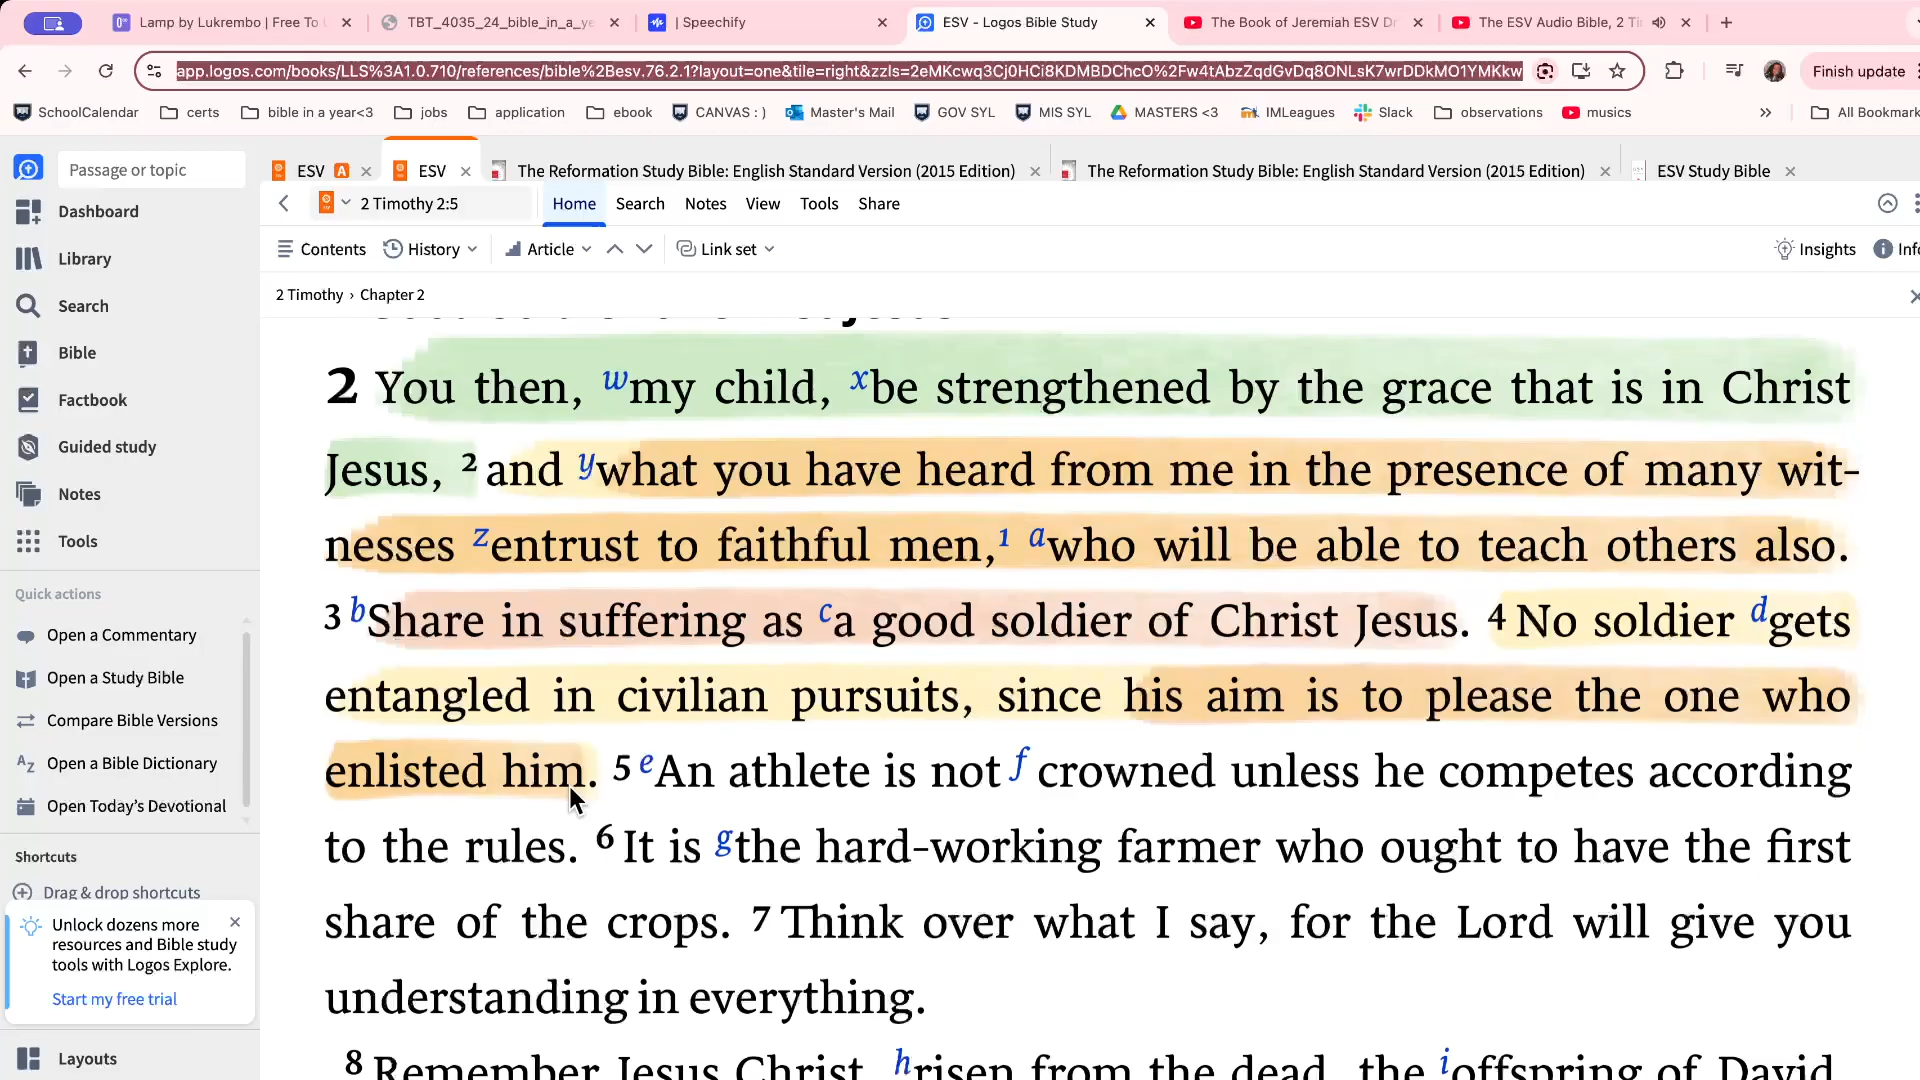 Lamp by Lukrembo | Free To
TBT_4035_24_bible_in_a_ye
| Speechify
ESV - Logos Bible Study
The Book of Jeremiah ESV Dr
The ESV Audio Bible, 2 Ti
app.logos.com/books/LLS%3A1.0.710/references/bible%2Besv.76.2.1?layout=one&tile=right&zzls=2eMKcwq3Cj0HCi8KDMBDChcO%2Fw4tAbzZqdGvDq8ONLsK7wrDDkMO1YMKkw
Finish update
SchoolCalendar certs bible in a year<3 jobs application ebook CANVAS : ) Master's Mail GOV SYL MIS SYL MASTERS <3 IMLeagues Slack observations musics » All Bookmark
Passage or topic
ESV A
ESV
The Reformation Study Bible: English Standard Version (2015 Edition)
The Reformation Study Bible: English Standard Version (2015 Edition)
ESV Study Bible
Dashboard
Library
Search
Bible
Factbook
Guided study
Notes
Tools
Quick actions
Open a Commentary
Open a Study Bible
Compare Bible Versions
Open a Bible Dictionary
Open Today's Devotional
Shortcuts
Drag & drop shortcuts
Unlock dozens more
resources and Bible study
tools with Logos Explore.
Start my free trial
Layouts
2 Timothy 2:5
Home Search Notes View Tools Share
Contents History Article Link set Insights Info
2 Timothy › Chapter 2
2 You then, w my child, x be strengthened by the grace that is in Christ
Jesus, 2 and y what you have heard from me in the presence of many wit-
nesses z entrust to faithful men,1 a who will be able to teach others also.
3 b Share in suffering as c a good soldier of Christ Jesus. 4 No soldier d gets
entangled in civilian pursuits, since his aim is to please the one who
enlisted him. 5 e An athlete is not f crowned unless he competes according
to the rules. 6 It is g the hard-working farmer who ought to have the first
share of the crops. 7 Think over what I say, for the Lord will give you
understanding in everything.
8 Remember Jesus Christ, h risen from the dead, the i offspring of David,